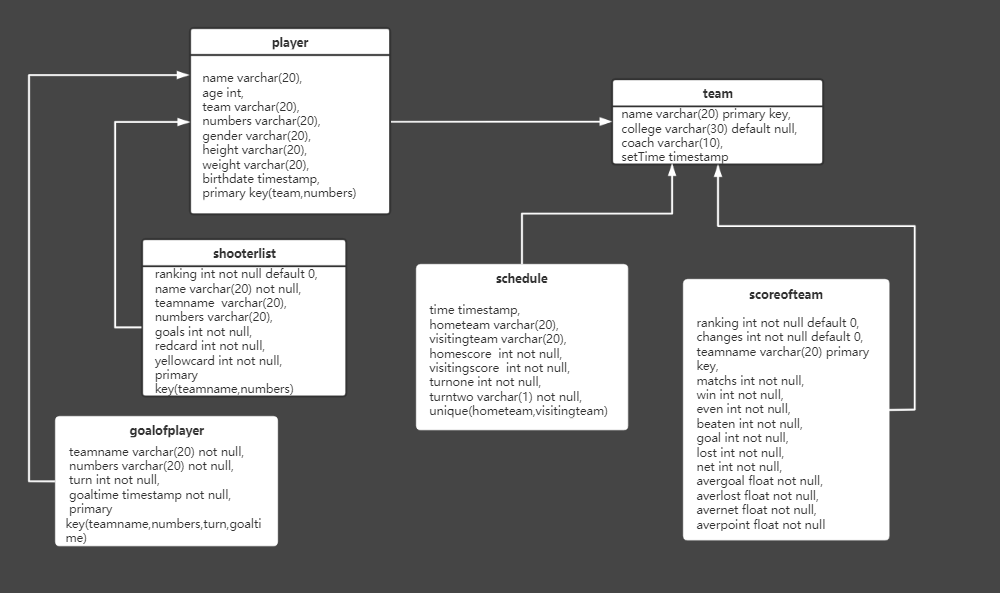 player
name varchar(20),
age int,
team varchar(20),
numbers varchar(20),
gender varchar(20),
height varchar(20),
weight varchar(20),
birthdate timestamp,
primary key(team,numbers)
team
name varchar(20) primary key,
college varchar(30) default null,
coach varchar(10),
setTime timestamp
shooterlist
ranking int not null default 0,
name varchar(20) not null,
teamname  varchar(20),
numbers varchar(20),
goals int not null,
redcard int not null,
yellowcard int not null,
primary
key(teamname,numbers)
schedule
time timestamp,
hometeam varchar(20),
visitingteam varchar(20),
homescore  int not null,
visitingscore  int not null,
turnone int not null,
turntwo varchar(1) not null,
unique(hometeam,visitingteam)
scoreofteam
ranking int not null default 0,
changes int not null default 0,
teamname varchar(20) primary
key,
matchs int not null,
win int not null,
even int not null,
beaten int not null,
goal int not null,
lost int not null,
net int not null,
avergoal float not null,
averlost float not null,
avernet float not null,
averpoint float not null
goalofplayer
teamname varchar(20) not null,
numbers varchar(20) not null,
turn int not null,
goaltime timestamp not null,
primary
key(teamname,numbers,turn,goalti
me)